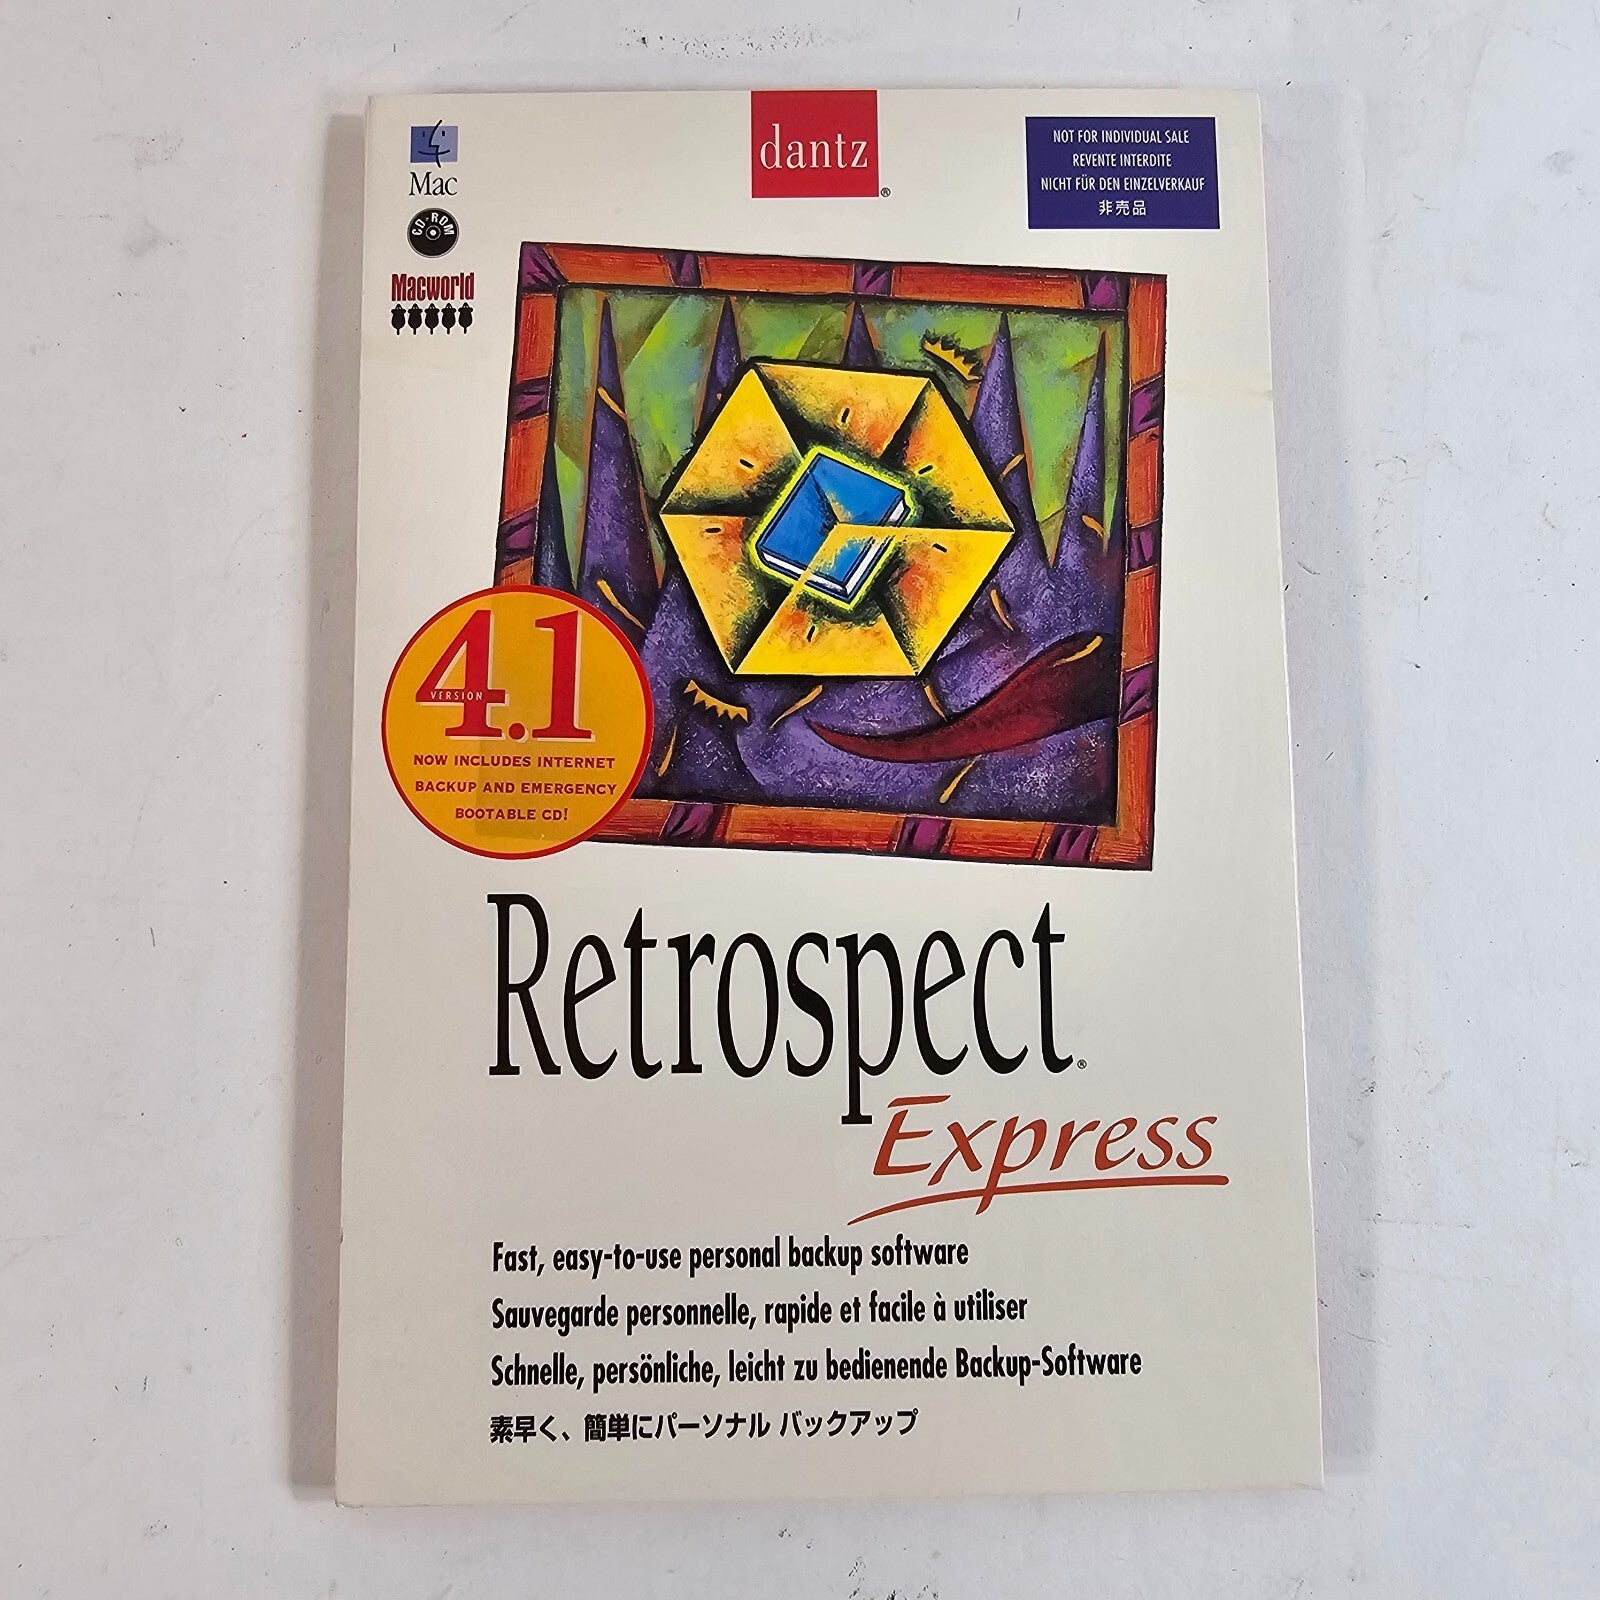 Mac
CD-ROM
Macworld
dantz®
NOT FOR INDIVIDUAL SALE
REVENTE INTERDITE
NICHT FÜR DEN EINZELVERKAUF
非売品
VERSION
4.1
NOW INCLUDES INTERNET
BACKUP AND EMERGENCY
BOOTABLE CD!
Retrospect®
Express
Fast, easy-to-use personal backup software
Sauvegarde personnelle, rapide et facile à utiliser
Schnelle, persönliche, leicht zu bedienende Backup-Software
素早く、簡単にパーソナル バックアップ